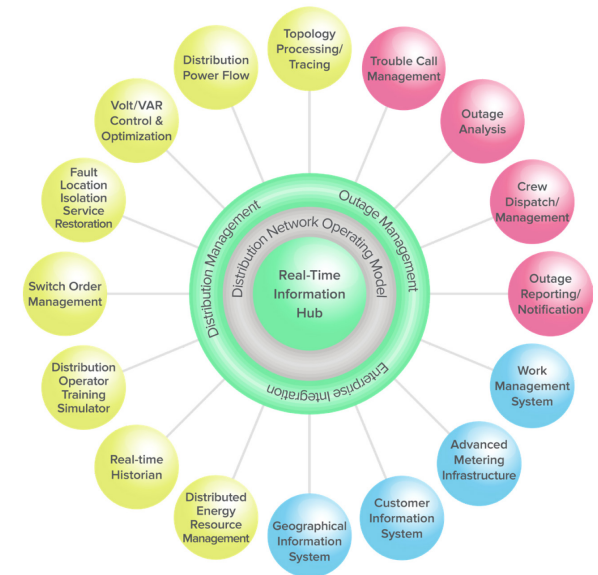 Topology
Processing/
Tracing
Trouble Call
Management
Outage
Analysis
Crew
Dispatch/
Management
Outage
Reporting/
Notification
Work
Management
System
Advanced
Metering
Infrastructure
Customer
Information
System
Geographical
Information
System
Distributed
Energy
Resource
Management
Real-time
Historian
Distribution
Operator
Training
Simulator
Switch Order
Management
Fault
Location
Isolation
Service
Restoration
Volt/VAR
Control &
Optimization
Distribution
Power Flow
Distribution Management
Outage Management
Enterprise Integration
Distribution Network Operating Model
Real-Time
Information
Hub